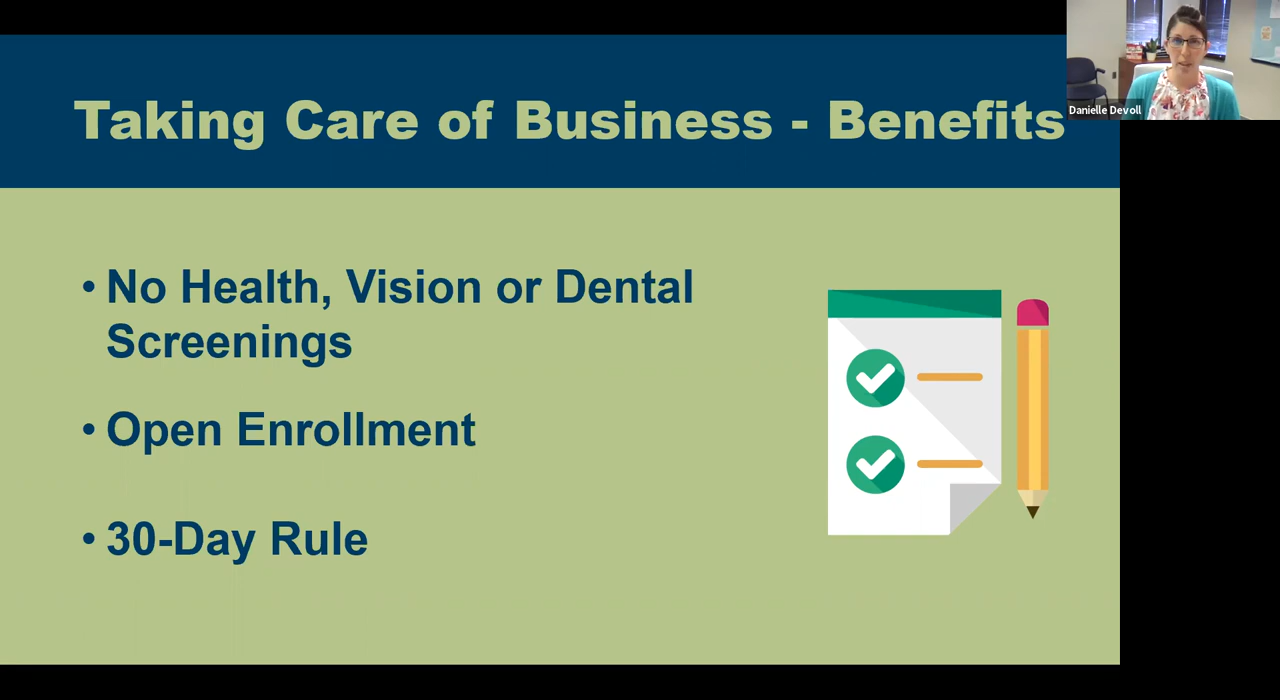 Taking Care of Business - Benefits
Danielle Devoll
• No Health, Vision or Dental
Screenings
• Open Enrollment
• 30-Day Rule